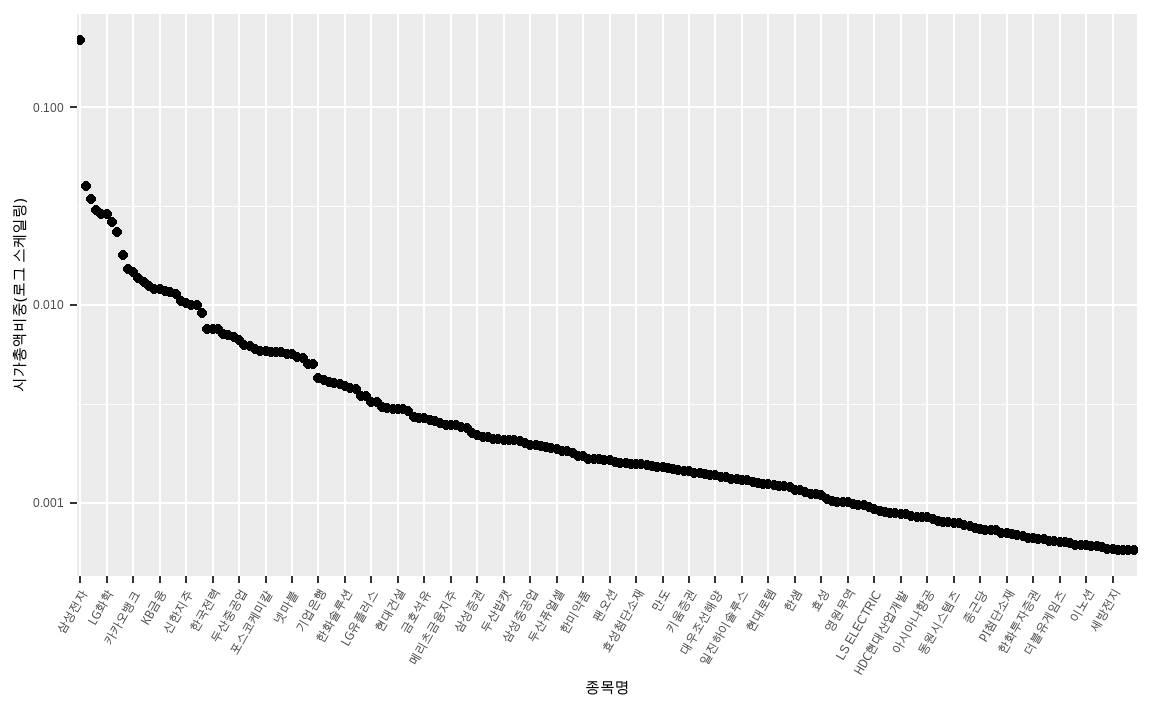 시가총액비중(로그 스케일링)
0.100
0.010
0.001
삼성전자
LG화학
카카오뱅크
KB금융
신한지주
한국전력
두산중공업
포스코케미칼
넷마블
기업은행
한화솔루션
LG유플러스
현대건설
금호석유
메리츠금융지주
삼성증권
두산밥캣
삼성중공업
두산퓨얼셀
한미약품
팬오션
효성첨단소재
만도
키움증권
대우조선해양
일진하이솔루스
현대로템
한샘
효성
영원무역
LS ELECTRIC
HDC현대산업개발
아시아나항공
동원시스템즈
종근당
PI첨단소재
한화투자증권
더블유게임즈
이노션
세방전지
종목명